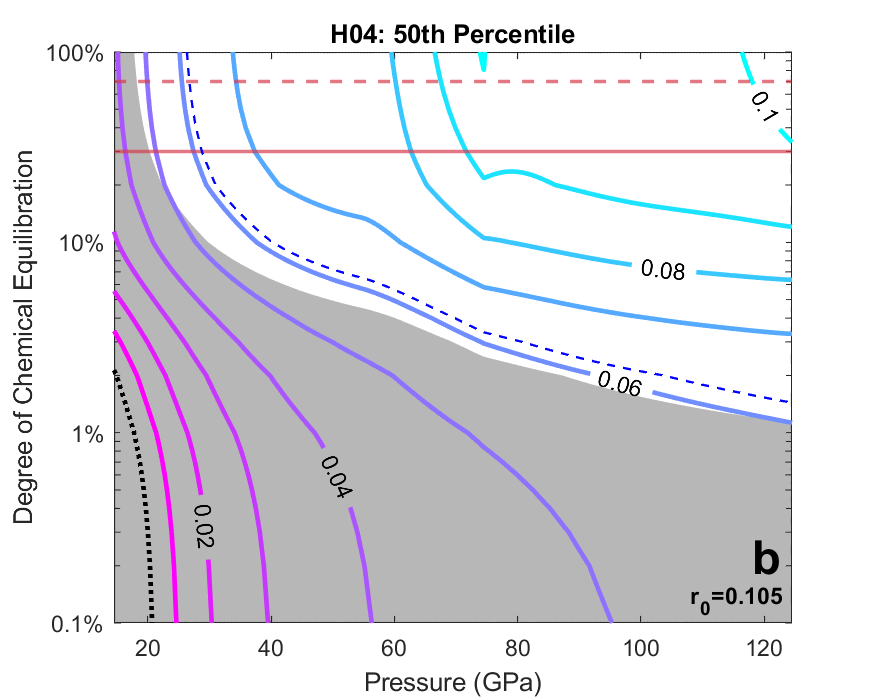 H04: 50th Percentile
100%
10%
1%
0.1%
Degree of Chemical Equilibration
0.1
0.08
0.06
0.04
0.02
b
r0=0.105
20 40 60 80 100 120
Pressure (GPa)